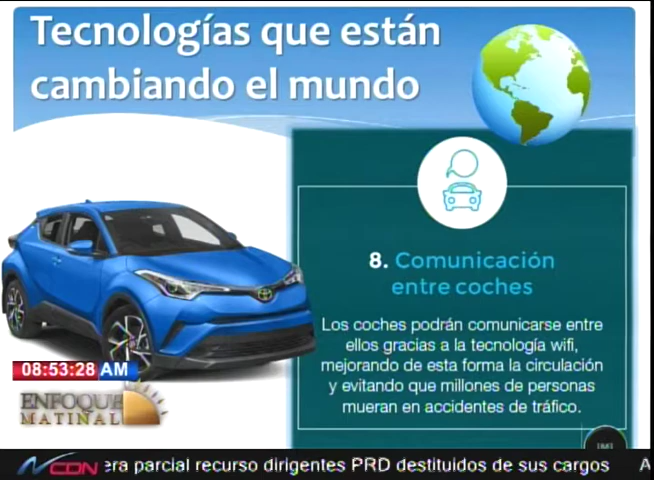 Tecnologías que están
cambiando el mundo
8. Comunicación
entre coches
Los coches podrán comunicarse entre
ellos gracias a la tecnología wifi,
mejorando de esta forma la circulación
y evitando que millones de personas
mueran en accidentes de tráfico.
08:53:28 AM
ENFOQUE
MATINAL
CDN era parcial recurso dirigentes PRD destituidos de sus cargos A